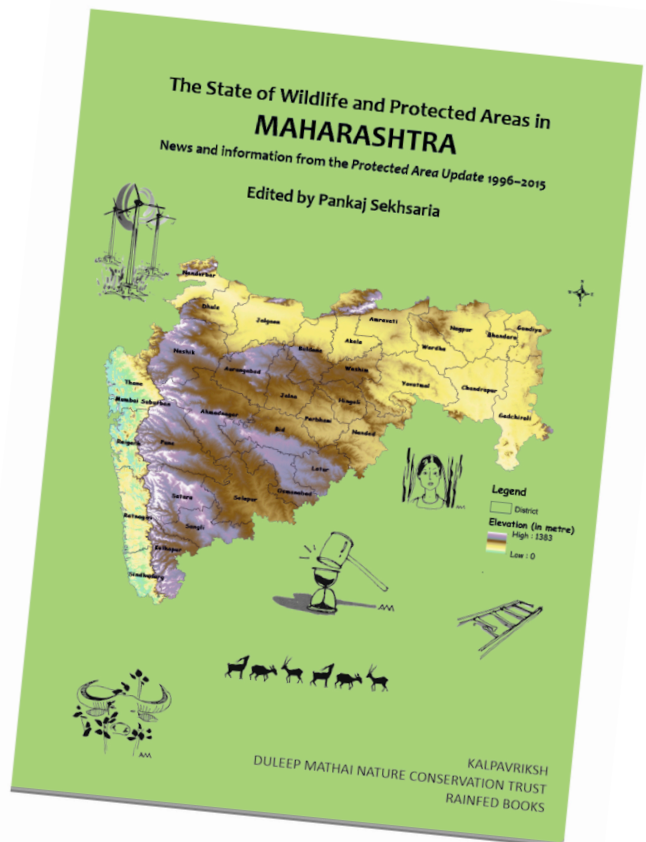 The State of Wildlife and Protected Areas in
MAHARASHTRA
News and information from the Protected Area Update 1996–2015
Edited by Pankaj Sekhsaria
Nandurbar
Dhule
Jalgaon
Amravati
Nagpur
Bhandara
Gondiya
Akola
Wardha
Nashik
Buldana
Washim
Aurangabad
Yavatmal
Chandrapur
Thane
Jalna
Hingoli
Mumbai Suburban
Ahmadnagar
Parbhani
Gadchiroli
Bid
Nanded
Raigarh
Pune
Latur
Osmanabad
Satara
Solapur
Ratnagiri
Sangli
Kolhapur
Sindhudurg
Legend
District
Elevation (in metre)
High : 1383
Low : 0
AM
AM
AM
KALPAVRIKSH
DULEEP MATHAI NATURE CONSERVATION TRUST
RAINFED BOOKS